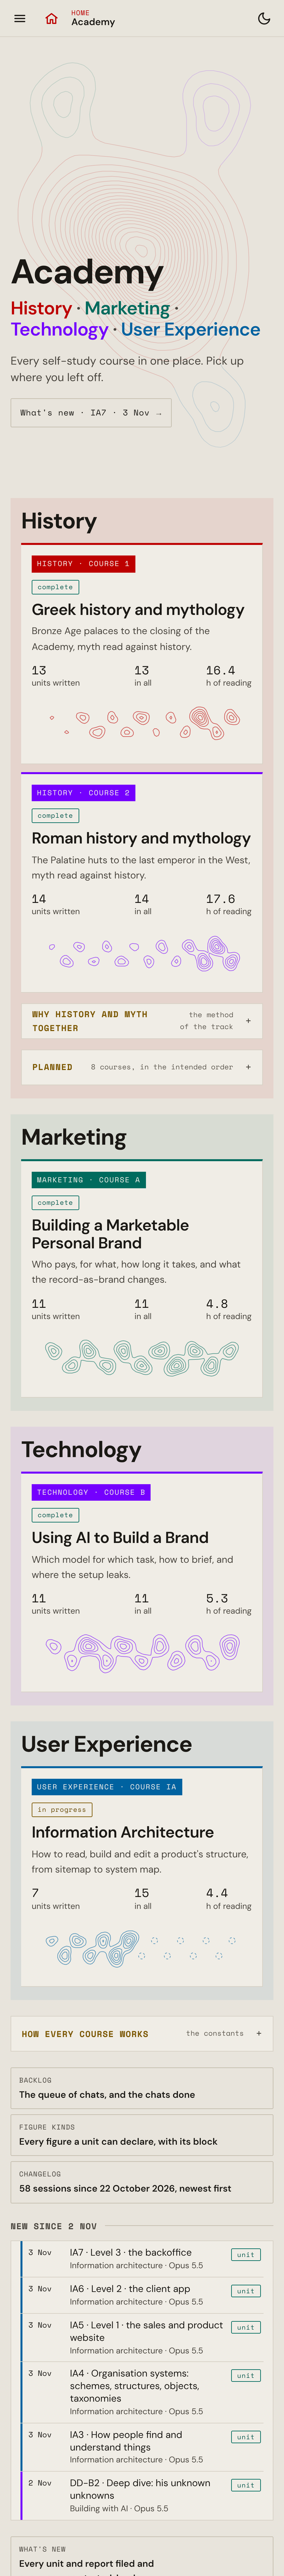 HOME
Academy
Academy
History · Marketing ·
Technology · User Experience
Every self-study course in one place. Pick up
where you left off.
What's new · IA7 · 3 Nov →
History
HISTORY · COURSE 1
complete
Greek history and mythology
Bronze Age palaces to the closing of the
Academy, myth read against history.
13 13 16.4
units written in all h of reading
HISTORY · COURSE 2
complete
Roman history and mythology
The Palatine huts to the last emperor in the West,
myth read against history.
14 14 17.6
units written in all h of reading
WHY HISTORY AND MYTH the method
TOGETHER of the track +
PLANNED 8 courses, in the intended order +
Marketing
MARKETING · COURSE A
complete
Building a Marketable
Personal Brand
Who pays, for what, how long it takes, and what
the record-as-brand changes.
11 11 4.8
units written in all h of reading
Technology
TECHNOLOGY · COURSE B
complete
Using AI to Build a Brand
Which model for which task, how to brief, and
where the setup leaks.
11 11 5.3
units written in all h of reading
User Experience
USER EXPERIENCE · COURSE IA
in progress
Information Architecture
How to read, build and edit a product's structure,
from sitemap to system map.
7 15 4.4
units written in all h of reading
HOW EVERY COURSE WORKS the constants +
BACKLOG
The queue of chats, and the chats done
FIGURE KINDS
Every figure a unit can declare, with its block
CHANGELOG
58 sessions since 22 October 2026, newest first
NEW SINCE 2 NOV
3 Nov IA7 · Level 3 · the backoffice unit
Information architecture · Opus 5.5
3 Nov IA6 · Level 2 · the client app unit
Information architecture · Opus 5.5
3 Nov IA5 · Level 1 · the sales and product unit
website
Information architecture · Opus 5.5
3 Nov IA4 · Organisation systems: unit
schemes, structures, objects,
taxonomies
Information architecture · Opus 5.5
3 Nov IA3 · How people find and unit
understand things
Information architecture · Opus 5.5
2 Nov DD-B2 · Deep dive: his unknown unit
unknowns
Building with AI · Opus 5.5
WHAT'S NEW
Every unit and report filed and